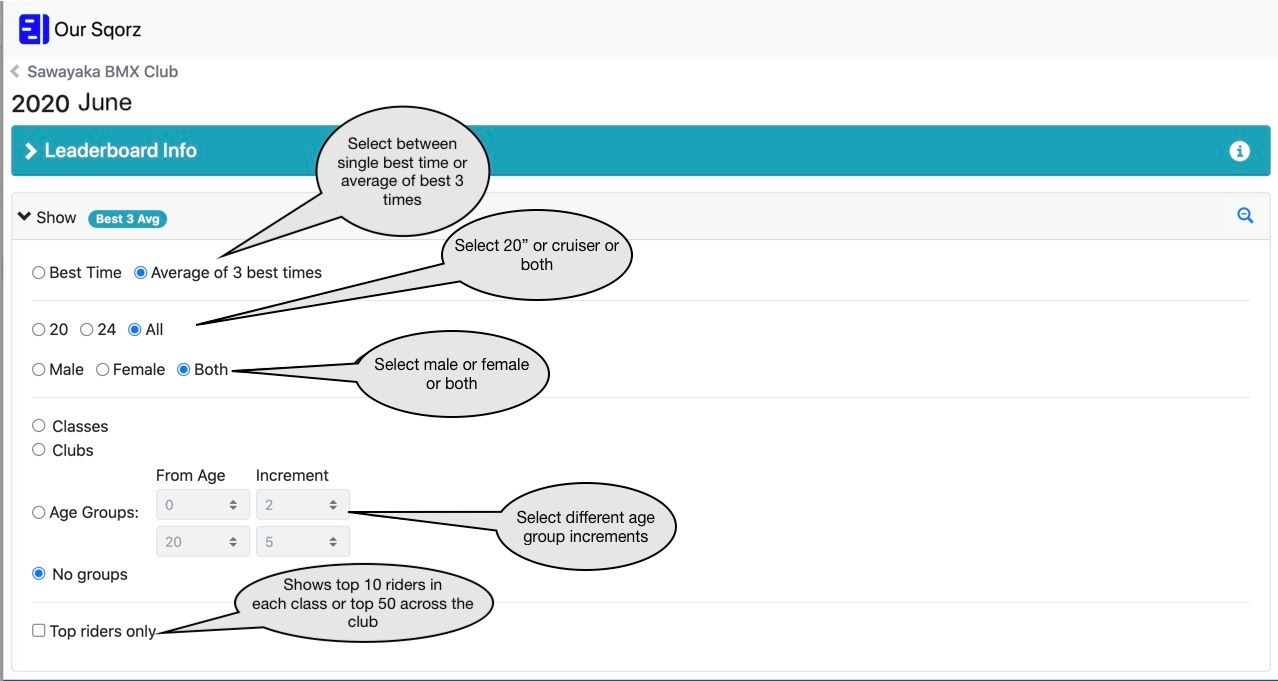 Our Sqorz
Sawayaka BMX Club
2020 June
Leaderboard Info
Select between
single best time or
average of best 3
times
Show Best 3 Avg
Select 20” or cruiser or
both
Best Time Average of 3 best times
20 24 All
Male Female Both
Select male or female
or both
Classes
Clubs
From Age Increment
Age Groups: 0 2
20 5
Select different age
group increments
No groups
Shows top 10 riders in
each class or top 50 across the
club
Top riders only